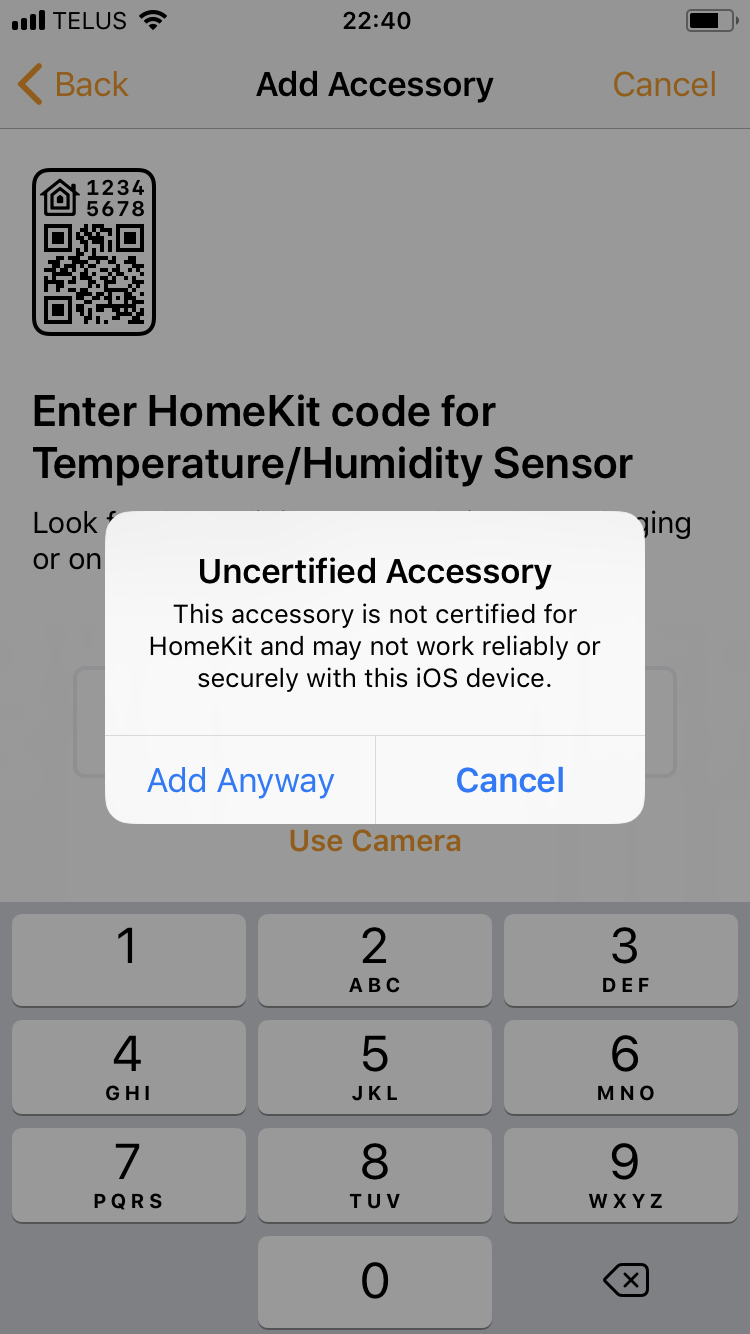 TELUS 22:40
Back Add Accessory Cancel
1234
5678
Enter HomeKit code for
Temperature/Humidity Sensor
Look
or on
Uncertified Accessory
This accessory is not certified for
HomeKit and may not work reliably or
securely with this iOS device.
Add Anyway Cancel
Use Camera
1 2 3
ABC DEF
4 5 6
GHI JKL MNO
7 8 9
PQRS TUV WXYZ
0